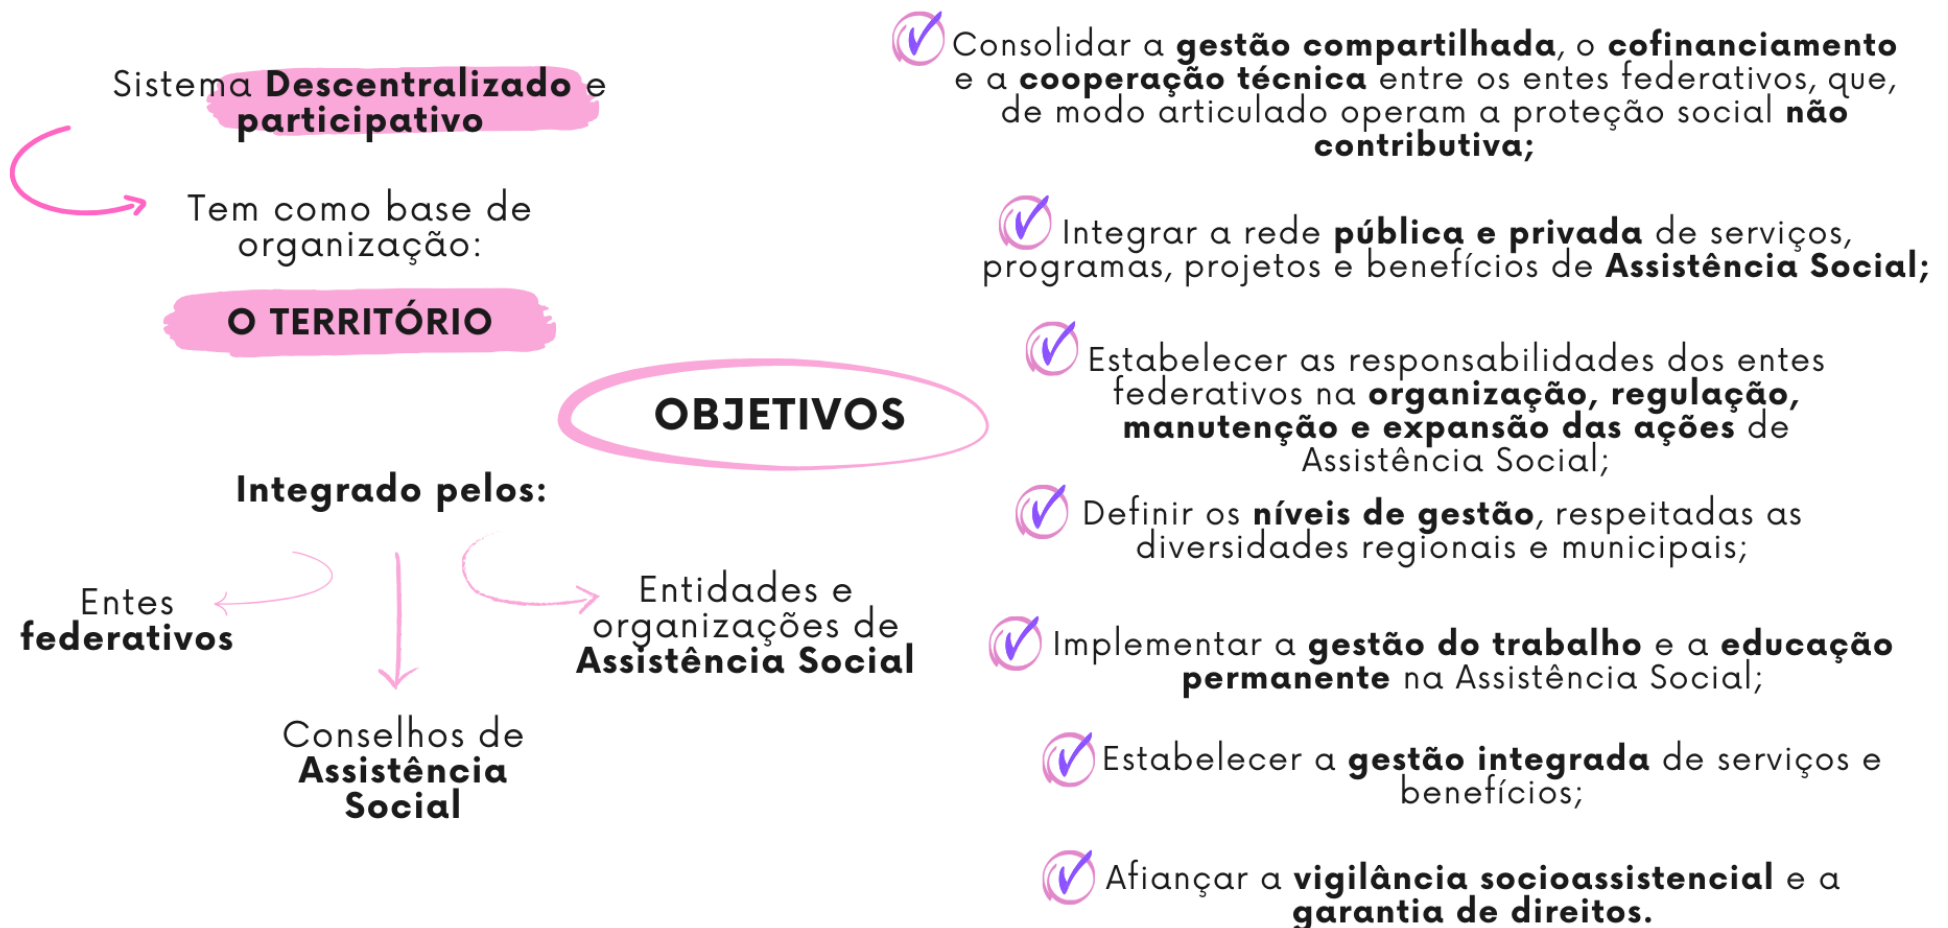 Sistema Descentralizado e
participativo
Tem como base de
organização:
O TERRITÓRIO
Integrado pelos:
Entes
federativos
Conselhos de
Assistência
Social
Entidades e
organizações de
Assistência Social
OBJETIVOS
Consolidar a gestão compartilhada, o cofinanciamento
e a cooperação técnica entre os entes federativos, que,
de modo articulado operam a proteção social não
contributiva;
Integrar a rede pública e privada de serviços,
programas, projetos e benefícios de Assistência Social;
Estabelecer as responsabilidades dos entes
federativos na organização, regulação,
manutenção e expansão das ações de
Assistência Social;
Definir os níveis de gestão, respeitadas as
diversidades regionais e municipais;
Implementar a gestão do trabalho e a educação
permanente na Assistência Social;
Estabelecer a gestão integrada de serviços e
benefícios;
Afiançar a vigilância socioassistencial e a
garantia de direitos.